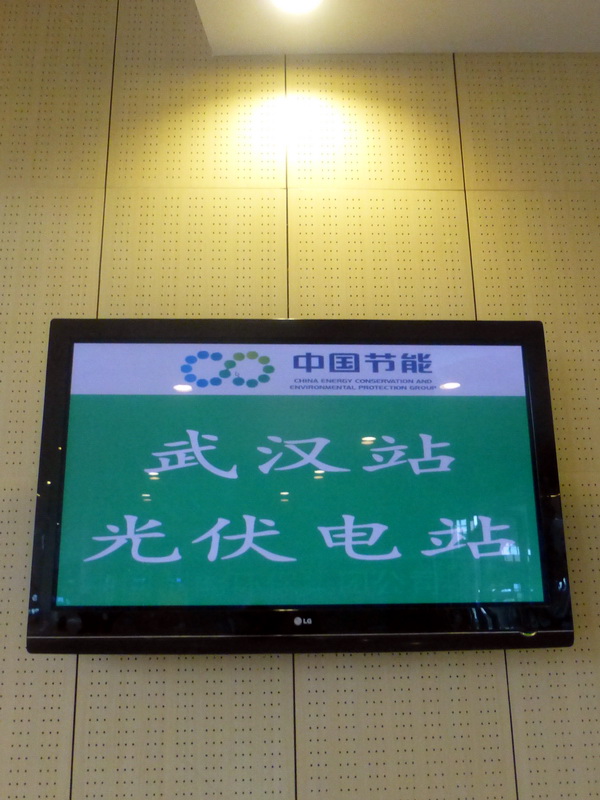 中国节能
CHINA ENERGY CONSERVATION AND
ENVIRONMENTAL PROTECTION GROUP
武汉站
光伏电站
LG